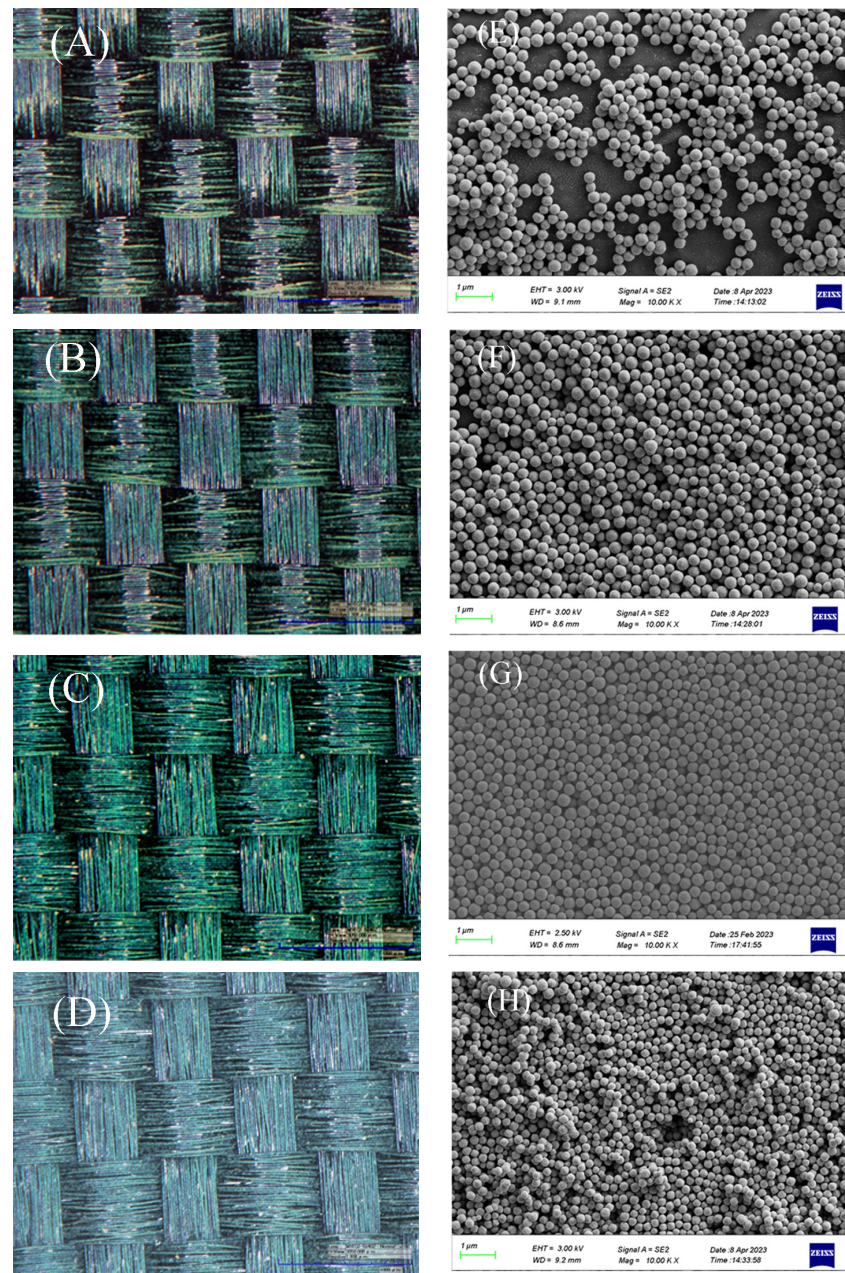 (A)
(E)
1 µm
EHT = 3.00 kV
WD = 9.1 mm
Signal A = SE2
Mag = 10.00 K X
Date :8 Apr 2023
Time :14:13:02
ZEISS
(B)
(F)
1 µm
EHT = 3.00 kV
WD = 8.6 mm
Signal A = SE2
Mag = 10.00 K X
Date :8 Apr 2023
Time :14:28:01
ZEISS
(C)
(G)
1 µm
EHT = 2.50 kV
WD = 8.6 mm
Signal A = SE2
Mag = 10.00 K X
Date :25 Feb 2023
Time :17:41:55
ZEISS
(D)
(H)
1 µm
EHT = 3.00 kV
WD = 9.2 mm
Signal A = SE2
Mag = 10.00 K X
Date :8 Apr 2023
Time :14:33:58
ZEISS